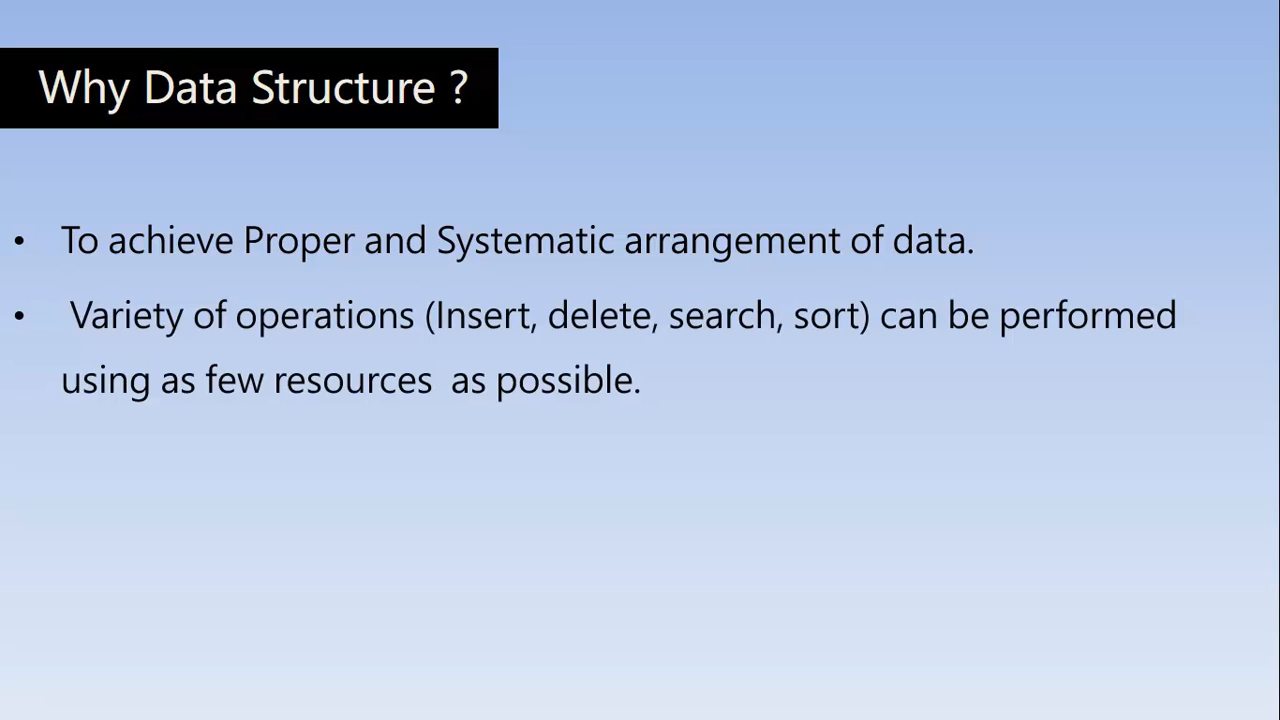 Why Data Structure ?
• To achieve Proper and Systematic arrangement of data.
• Variety of operations (Insert, delete, search, sort) can be performed
using as few resources as possible.